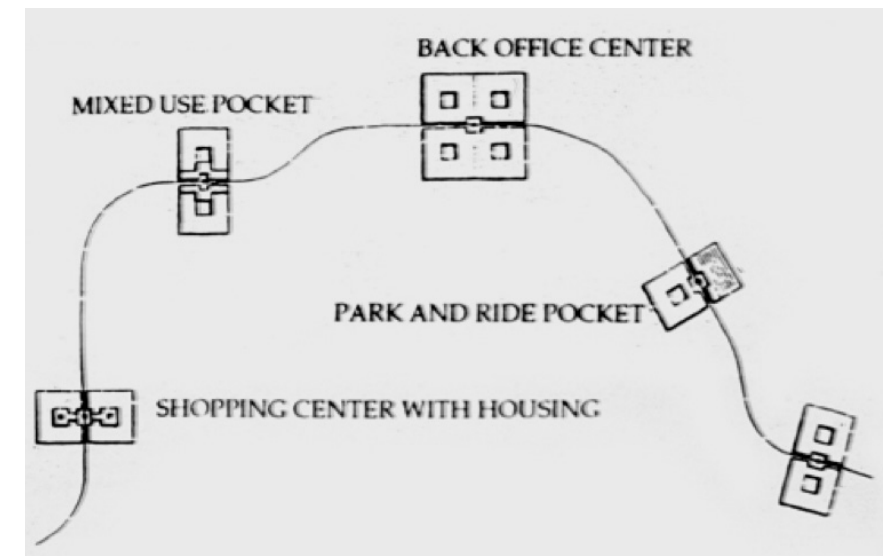 BACK OFFICE CENTER
MIXED USE POCKET
PARK AND RIDE POCKET
SHOPPING CENTER WITH HOUSING